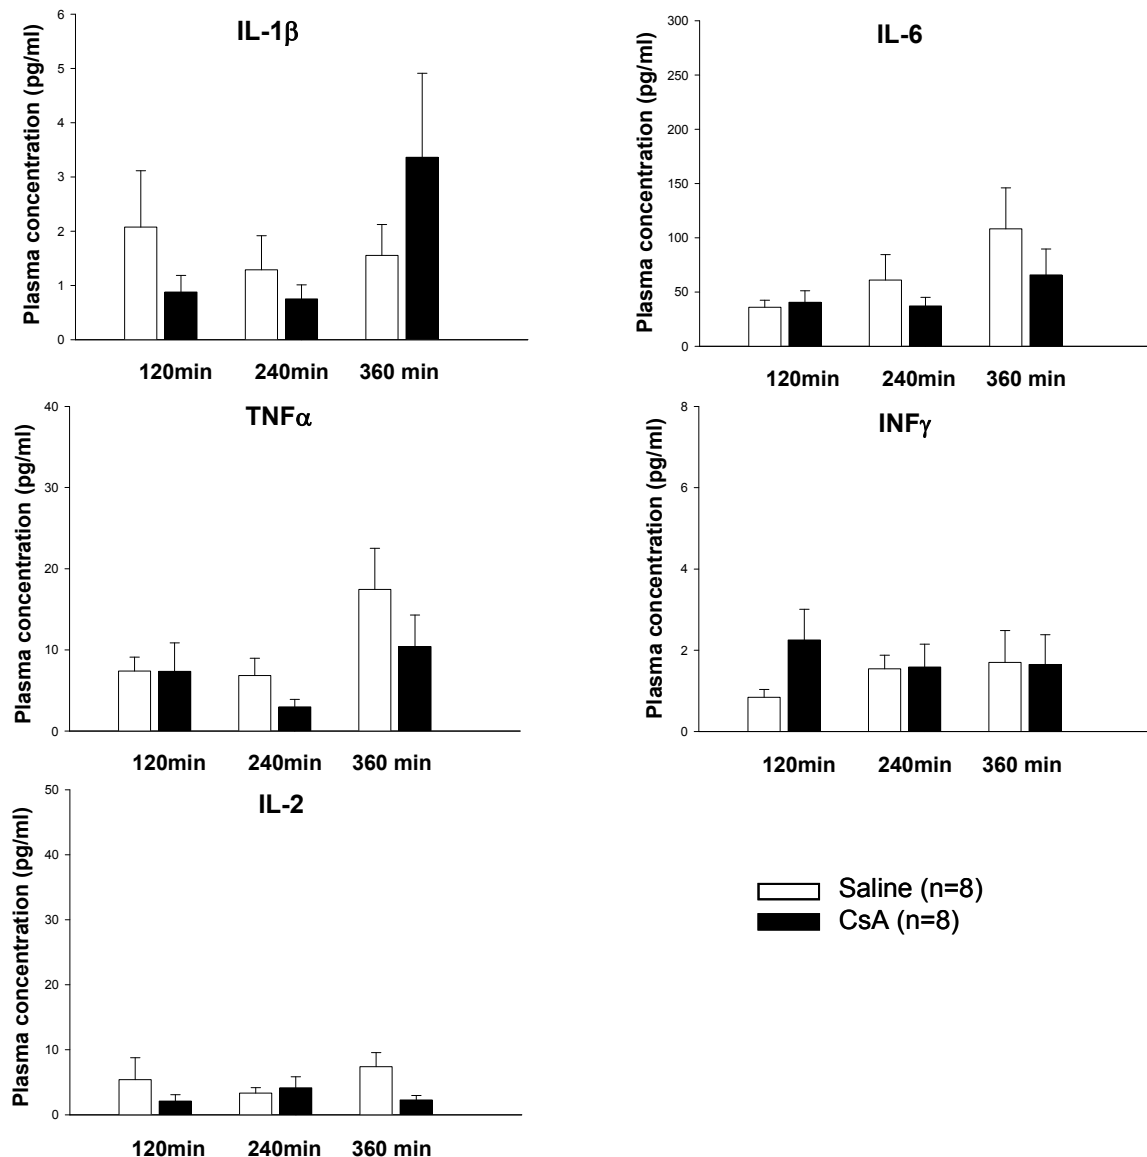 IL-1β
Plasma concentration (pg/ml)
6
5
4
3
2
1
0
120min 240min 360 min
IL-6
Plasma concentration (pg/ml)
300
250
200
150
100
50
0
120min 240min 360 min
TNFα
Plasma concentration (pg/ml)
40
30
20
10
0
120min 240min 360 min
INFγ
Plasma concentration (pg/ml)
8
6
4
2
0
120min 240min 360 min
IL-2
Plasma concentration (pg/ml)
50
40
30
20
10
0
120min 240min 360 min
Saline (n=8)
CsA (n=8)